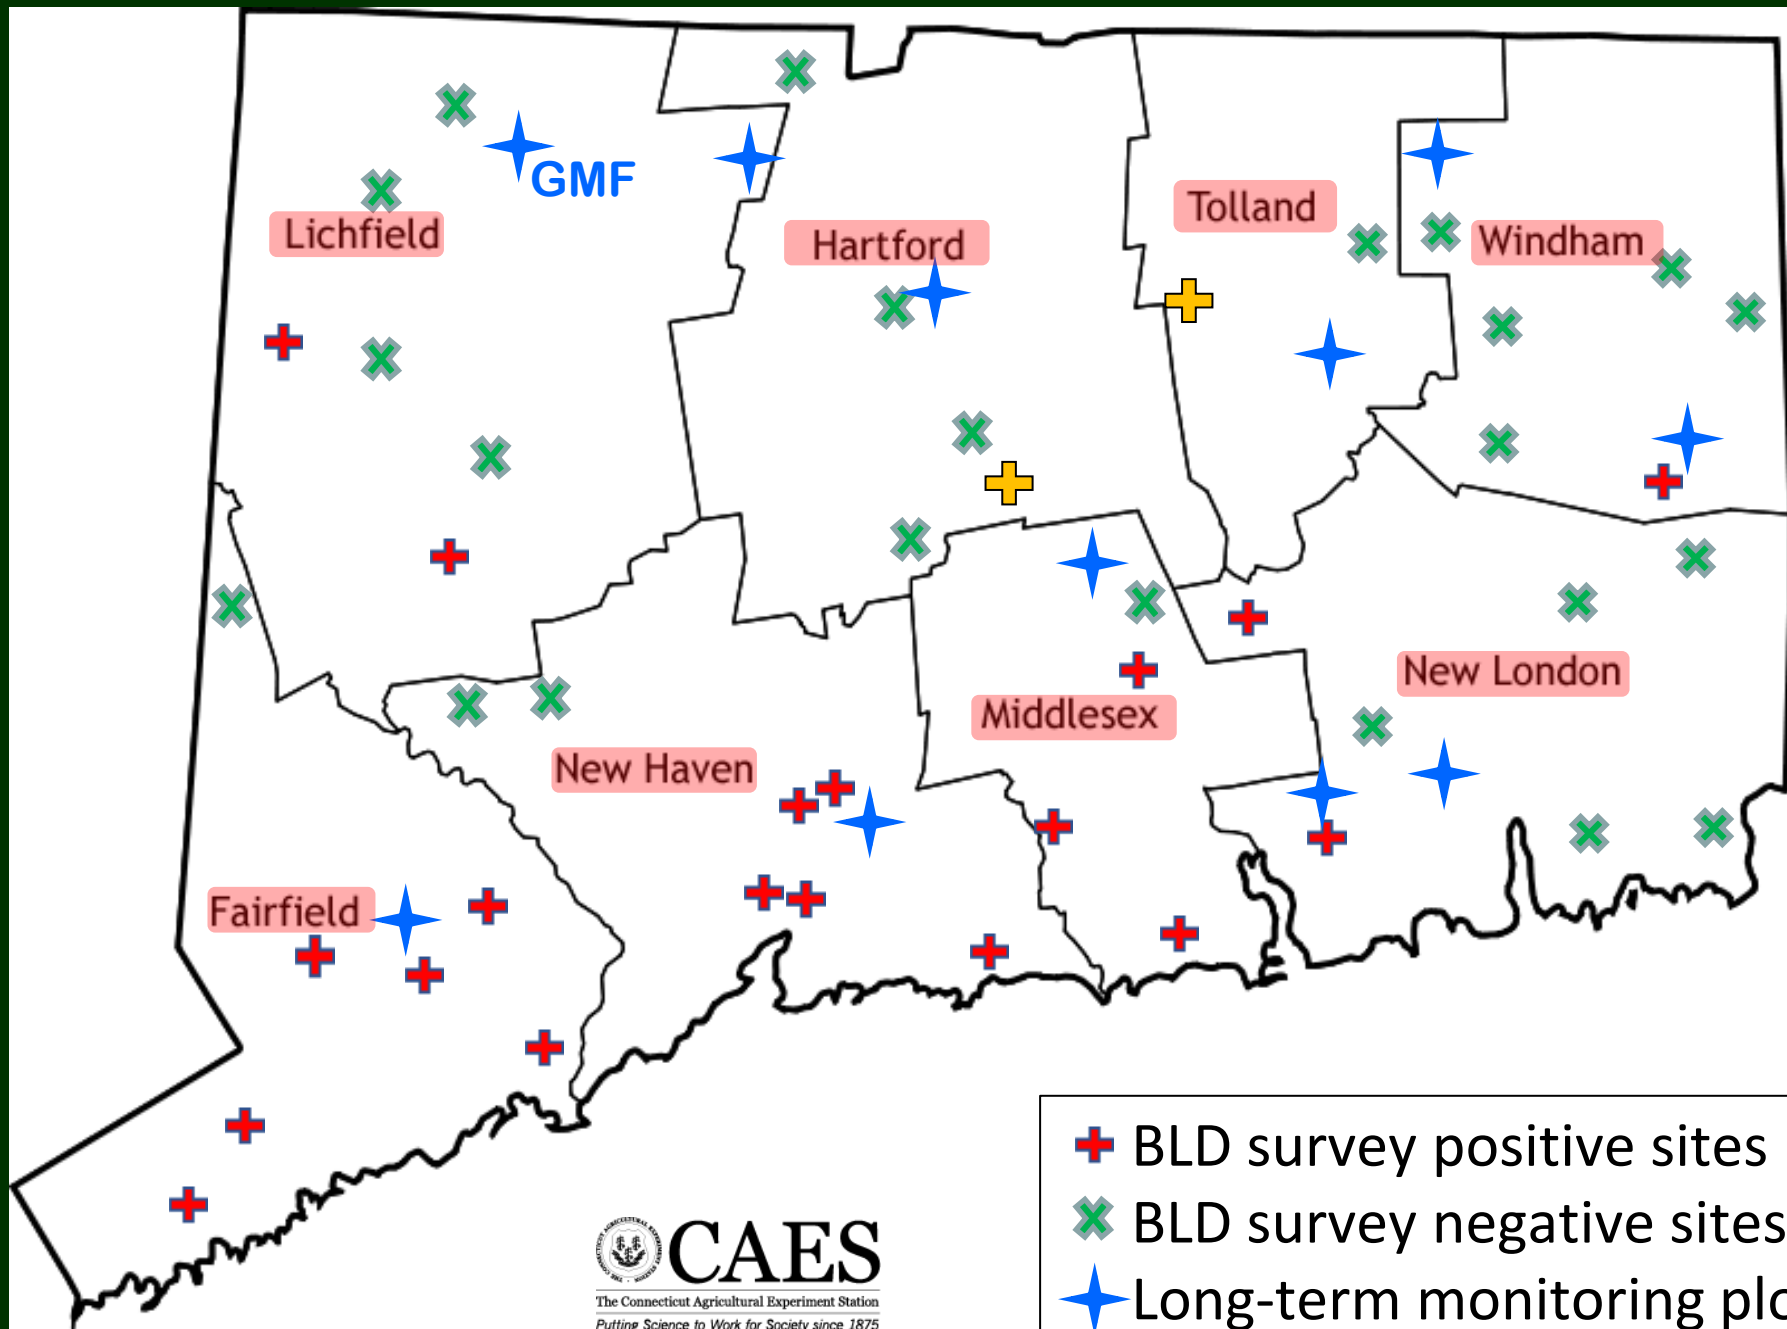 GMF
Lichfield
Hartford
Tolland
Windham
New London
Middlesex
New Haven
Fairfield
BLD survey positive sites
BLD survey negative sites
Long-term monitoring plo
CAES
The Connecticut Agricultural Experiment Station
Putting Science to Work for Society since 1875